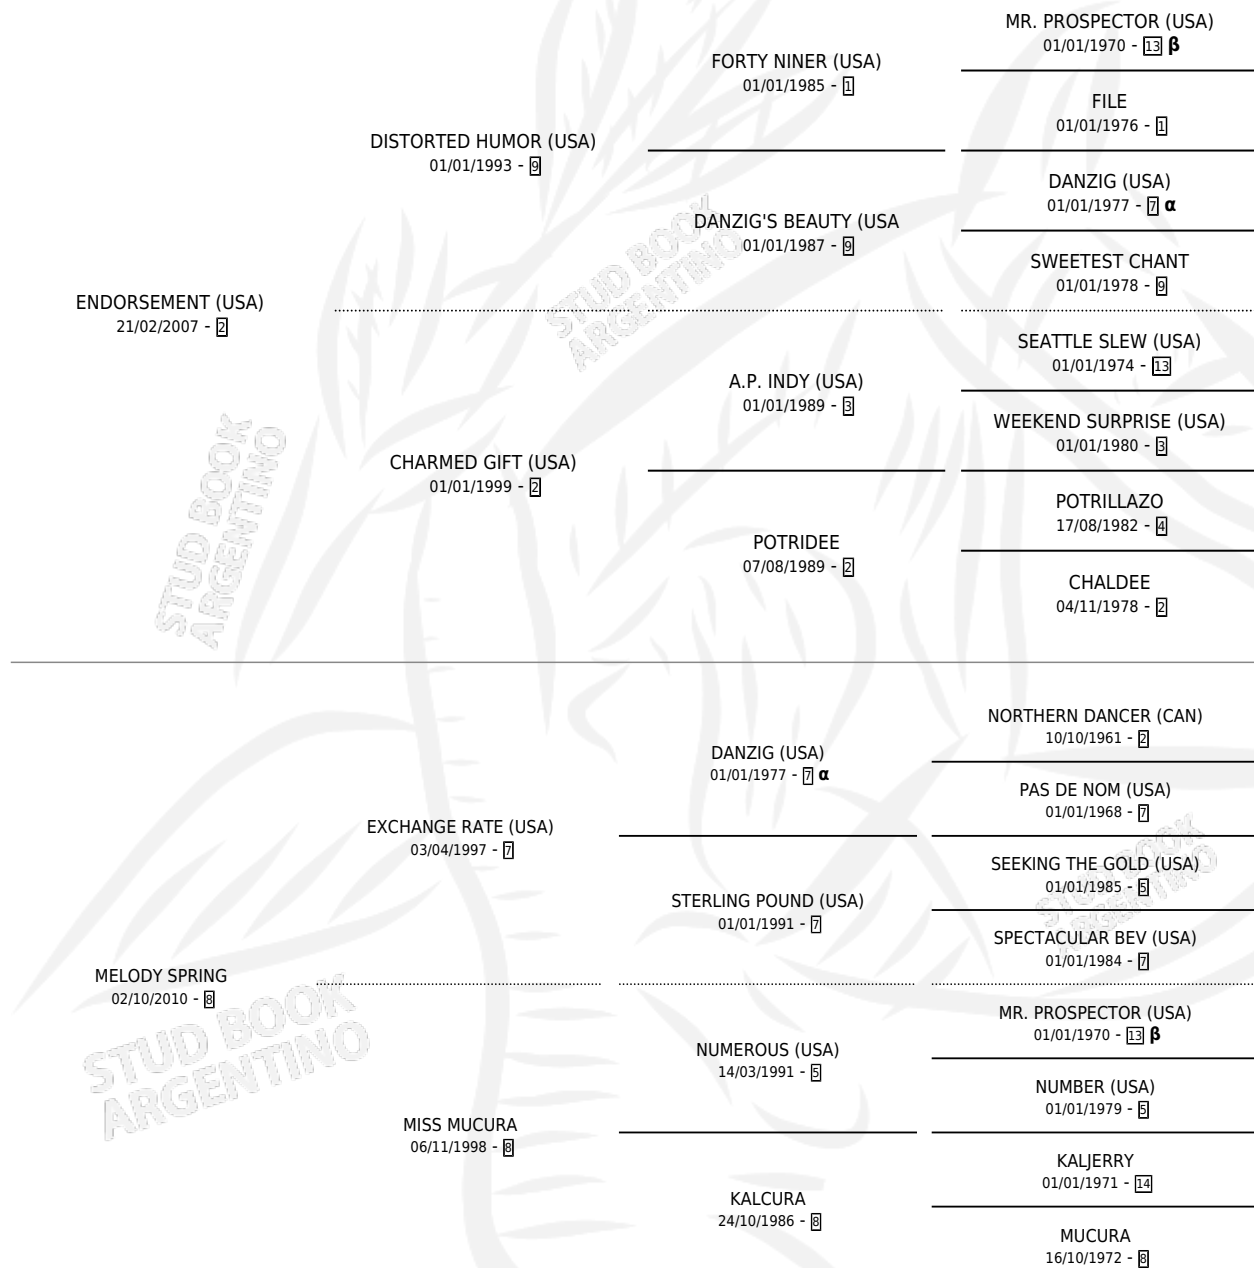 MR. PROSPECTOR (USA)
01/01/1970 - 13 β
FORTY NINER (USA)
01/01/1985 - 1
FILE
01/01/1976 - 1
DISTORTED HUMOR (USA)
01/01/1993 - 9
DANZIG (USA)
01/01/1977 - 7 α
DANZIG'S BEAUTY (USA
01/01/1987 - 9
SWEETEST CHANT
01/01/1978 - 9
ENDORSEMENT (USA)
21/02/2007 - 2
SEATTLE SLEW (USA)
01/01/1974 - 13
A.P. INDY (USA)
01/01/1989 - 3
WEEKEND SURPRISE (USA)
01/01/1980 - 3
CHARMED GIFT (USA)
01/01/1999 - 2
POTRILLAZO
17/08/1982 - 4
POTRIDEE
07/08/1989 - 2
CHALDEE
04/11/1978 - 2
NORTHERN DANCER (CAN)
10/10/1961 - 2
DANZIG (USA)
01/01/1977 - 7 α
PAS DE NOM (USA)
01/01/1968 - 7
EXCHANGE RATE (USA)
03/04/1997 - 7
SEEKING THE GOLD (USA)
01/01/1985 - 5
STERLING POUND (USA)
01/01/1991 - 7
SPECTACULAR BEV (USA)
01/01/1984 - 7
MELODY SPRING
02/10/2010 - 8
MR. PROSPECTOR (USA)
01/01/1970 - 13 β
NUMEROUS (USA)
14/03/1991 - 5
NUMBER (USA)
01/01/1979 - 5
MISS MUCURA
06/11/1998 - 8
KALJERRY
01/01/1971 - 14
KALCURA
24/10/1986 - 8
MUCURA
16/10/1972 - 8
STUD BOOK
ARGENTINO
STUD BOOK
ARGENTINO
STUD BOOK
ARGENTINO
STUD BOOK
ARGENTINO